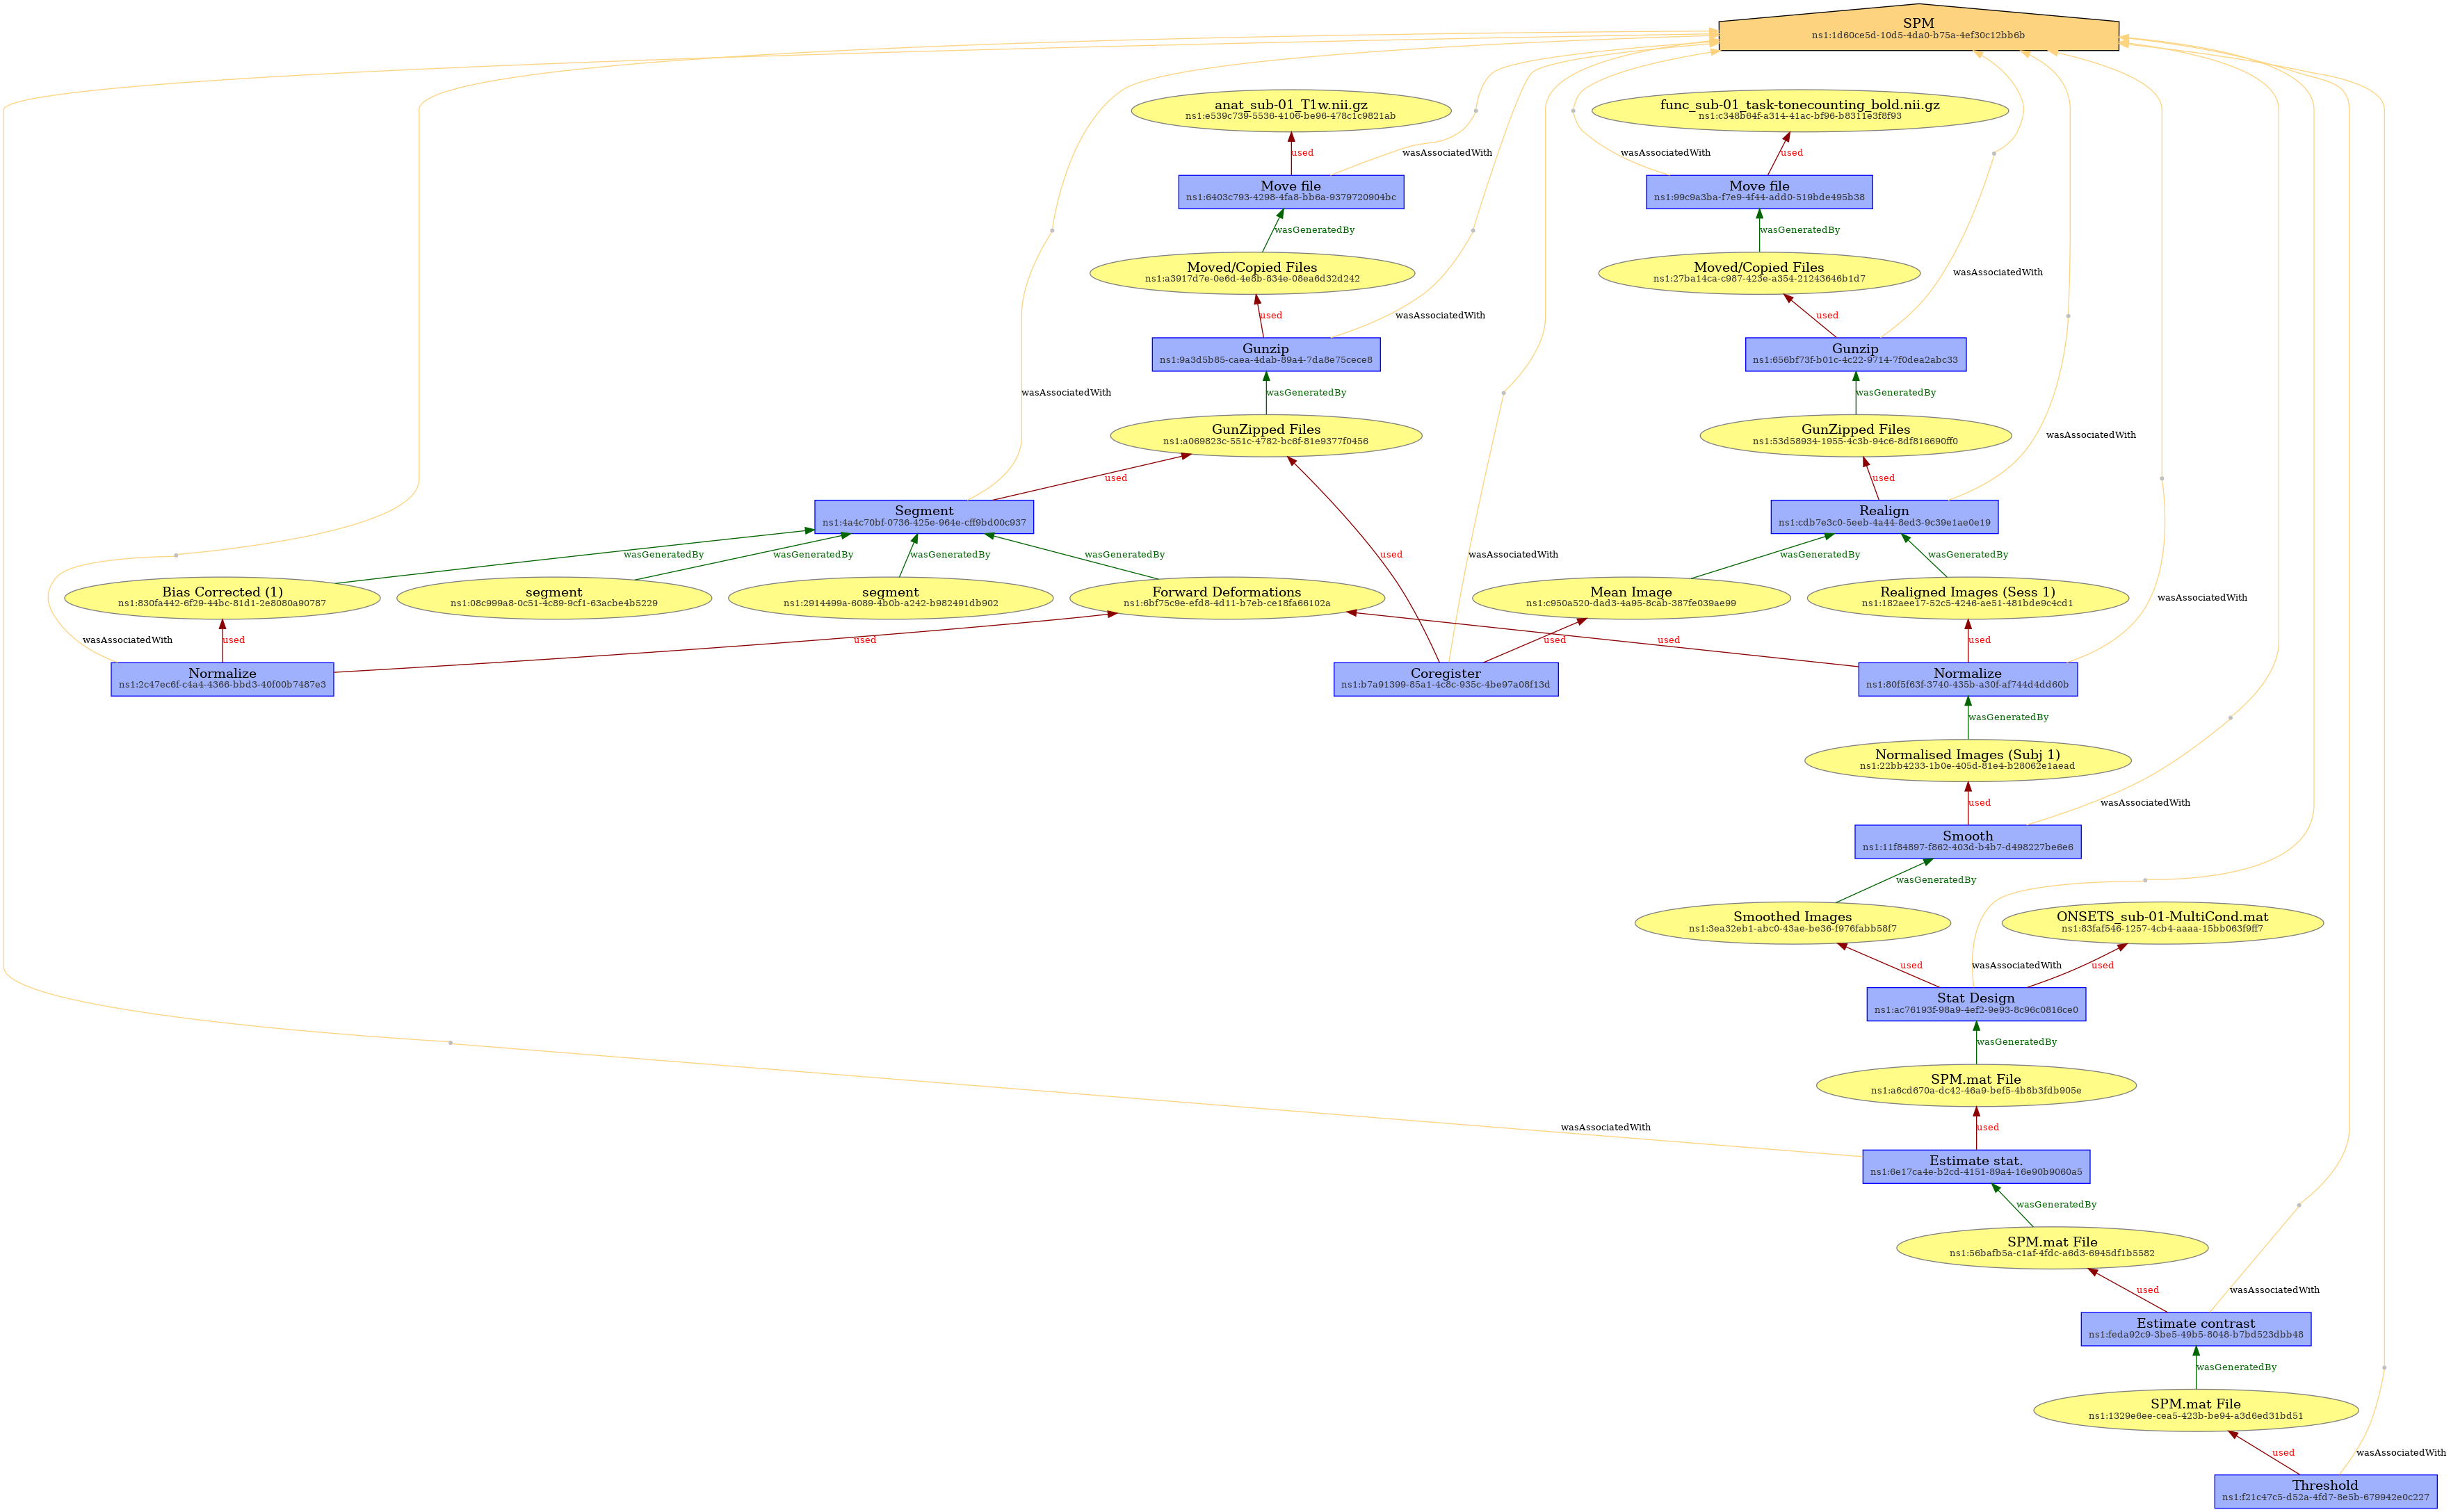 SPM
ns1:1d60ce5d-10d5-4da0-b75a-4ef30c12bb6b
anat_sub-01_T1w.nii.gz
ns1:e539c739-5536-4106-be96-478c1c9821ab
func_sub-01_task-tonecounting_bold.nii.gz
ns1:c348b64f-a314-41ac-bf96-b8311e3f8f93
used
wasAssociatedWith
wasAssociatedWith
used
Move file
ns1:6403c793-4298-4fa8-bb6a-9379720904bc
Move file
ns1:99c9a3ba-f7e9-4f44-add0-519bde495b38
wasGeneratedBy
wasGeneratedBy
Moved/Copied Files
ns1:a3917d7e-0e6d-4e8b-834e-08ea6d32d242
Moved/Copied Files
ns1:27ba14ca-c987-423e-a354-21243646b1d7
wasAssociatedWith
used
wasAssociatedWith
used
Gunzip
ns1:9a3d5b85-caea-4dab-89a4-7da8e75cece8
Gunzip
ns1:656bf73f-b01c-4c22-9714-7f0dea2abc33
wasAssociatedWith
wasGeneratedBy
wasGeneratedBy
GunZipped Files
ns1:a069823c-551c-4782-bc6f-81e9377f0456
GunZipped Files
ns1:53d58934-1955-4c3b-94c6-8df816690ff0
wasAssociatedWith
used
used
Segment
ns1:4a4c70bf-0736-425e-964e-cff9bd00c937
Realign
ns1:cdb7e3c0-5eeb-4a44-8ed3-9c39e1ae0e19
wasGeneratedBy
wasGeneratedBy
wasGeneratedBy
wasGeneratedBy
used
wasAssociatedWith
wasGeneratedBy
wasGeneratedBy
Bias Corrected (1)
ns1:830fa442-6f29-44bc-81d1-2e8080a90787
segment
ns1:08c999a8-0c51-4c89-9cf1-63acbe4b5229
segment
ns1:2914499a-6089-4b0b-a242-b982491db902
Forward Deformations
ns1:6bf75c9e-efd8-4d11-b7eb-ce18fa66102a
Mean Image
ns1:c950a520-dad3-4a95-8cab-387fe039ae99
Realigned Images (Sess 1)
ns1:182aee17-52c5-4246-ae51-481bde9c4cd1
wasAssociatedWith
wasAssociatedWith
used
used
used
used
used
Normalize
ns1:2c47ec6f-c4a4-4366-bbd3-40f00b7487e3
Coregister
ns1:b7a91399-85a1-4c8c-935c-4be97a08f13d
Normalize
ns1:80f5f63f-3740-435b-a30f-af744d4dd60b
wasGeneratedBy
Normalised Images (Subj 1)
ns1:22bb4233-1b0e-405d-81e4-b28062e1aead
used
wasAssociatedWith
Smooth
ns1:11f84897-f862-403d-b4b7-d498227be6e6
wasGeneratedBy
Smoothed Images
ns1:3ea32eb1-abc0-43ae-be36-f976fabb58f7
ONSETS_sub-01-MultiCond.mat
ns1:83faf546-1257-4cb4-aaaa-15bb063f9ff7
used
wasAssociatedWith
used
Stat Design
ns1:ac76193f-98a9-4ef2-9e93-8c96c0816ce0
wasGeneratedBy
SPM.mat File
ns1:a6cd670a-dc42-46a9-bef5-4b8b3fdb905e
wasAssociatedWith
used
Estimate stat.
ns1:6e17ca4e-b2cd-4151-89a4-16e90b9060a5
wasGeneratedBy
SPM.mat File
ns1:56bafb5a-c1af-4fdc-a6d3-6945df1b5582
used
wasAssociatedWith
Estimate contrast
ns1:feda92c9-3be5-49b5-8048-b7bd523dbb48
wasGeneratedBy
SPM.mat File
ns1:1329e6ee-cea5-423b-be94-a3d6ed31bd51
used
wasAssociatedWith
Threshold
ns1:f21c47c5-d52a-4fd7-8e5b-679942e0c227